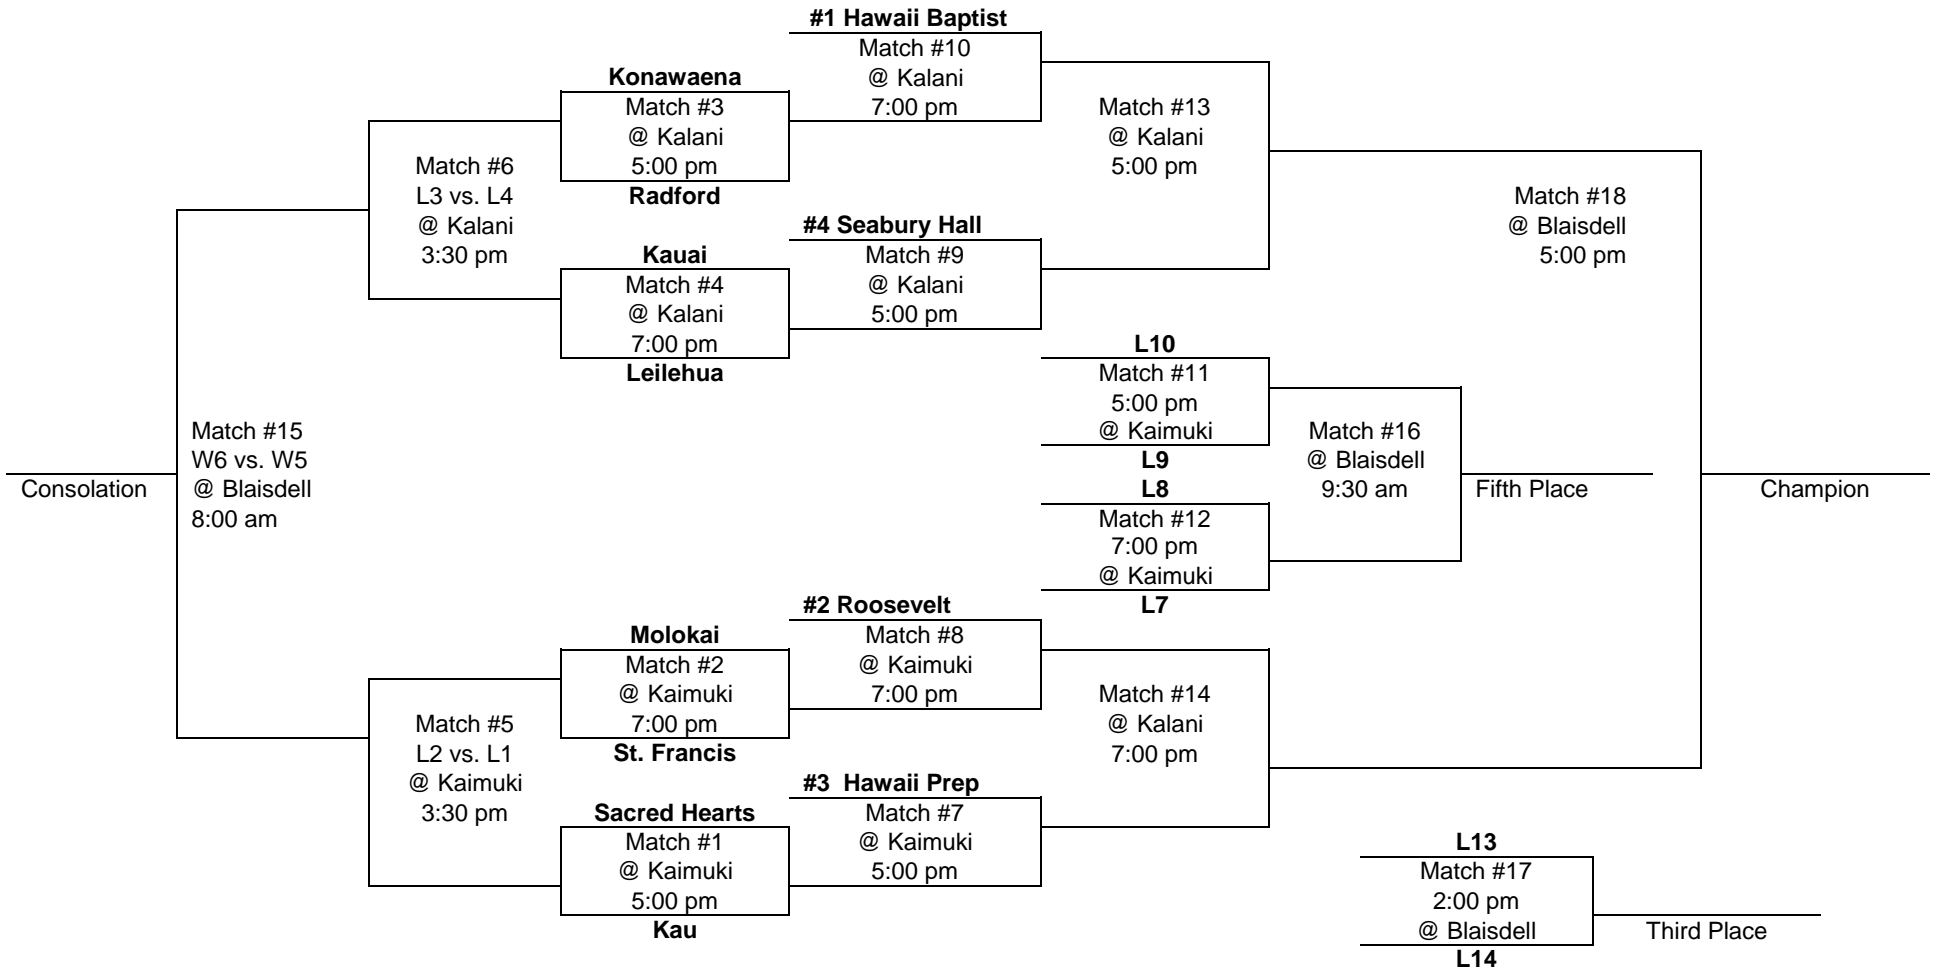 #1 Hawaii Baptist
Match #10
@ Kalani
7:00 pm
Konawaena
Match #3
@ Kalani
5:00 pm
Radford
Match #13
@ Kalani
5:00 pm
Match #6
L3 vs. L4
@ Kalani
3:30 pm
Match #18
@ Blaisdell
5:00 pm
#4 Seabury Hall
Match #9
@ Kalani
5:00 pm
Kauai
Match #4
@ Kalani
7:00 pm
Leilehua
L10
Match #11
5:00 pm
@ Kaimuki
L9
L8
Match #12
7:00 pm
@ Kaimuki
L7
Match #15
W6 vs. W5
@ Blaisdell
8:00 am
Consolation
Match #16
@ Blaisdell
9:30 am
Fifth Place
Champion
#2 Roosevelt
Match #8
@ Kaimuki
7:00 pm
Molokai
Match #2
@ Kaimuki
7:00 pm
St. Francis
Match #14
@ Kalani
7:00 pm
Match #5
L2 vs. L1
@ Kaimuki
3:30 pm
#3  Hawaii Prep
Match #7
@ Kaimuki
5:00 pm
Sacred Hearts
Match #1
@ Kaimuki
5:00 pm
Kau
L13
Match #17
2:00 pm
@ Blaisdell
L14
Third Place